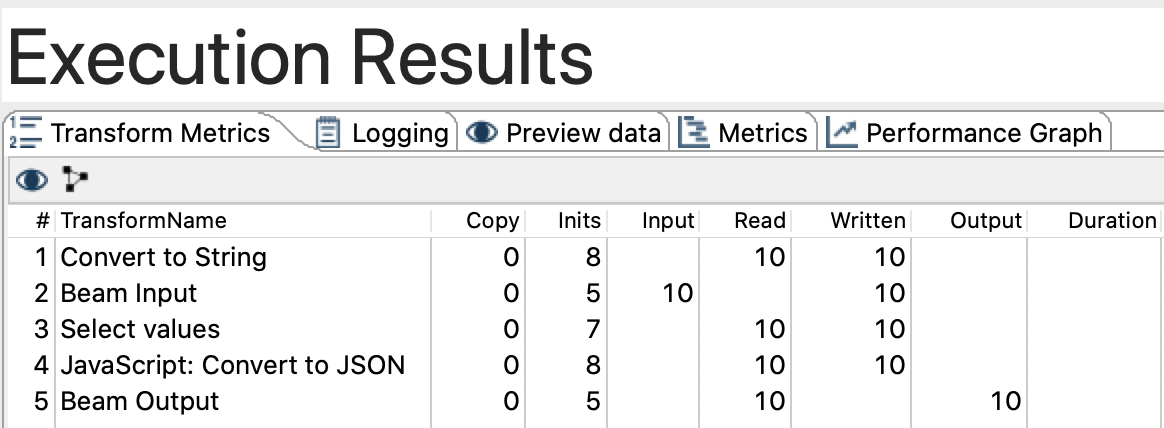 Execution Results
Transform Metrics Logging Preview data Metrics Performance Graph
# TransformName Copy Inits Input Read Written Output Duration
1 Convert to String 0 8 10 10
2 Beam Input 0 5 10 10
3 Select values 0 7 10 10
4 JavaScript: Convert to JSON 0 8 10 10
5 Beam Output 0 5 10 10